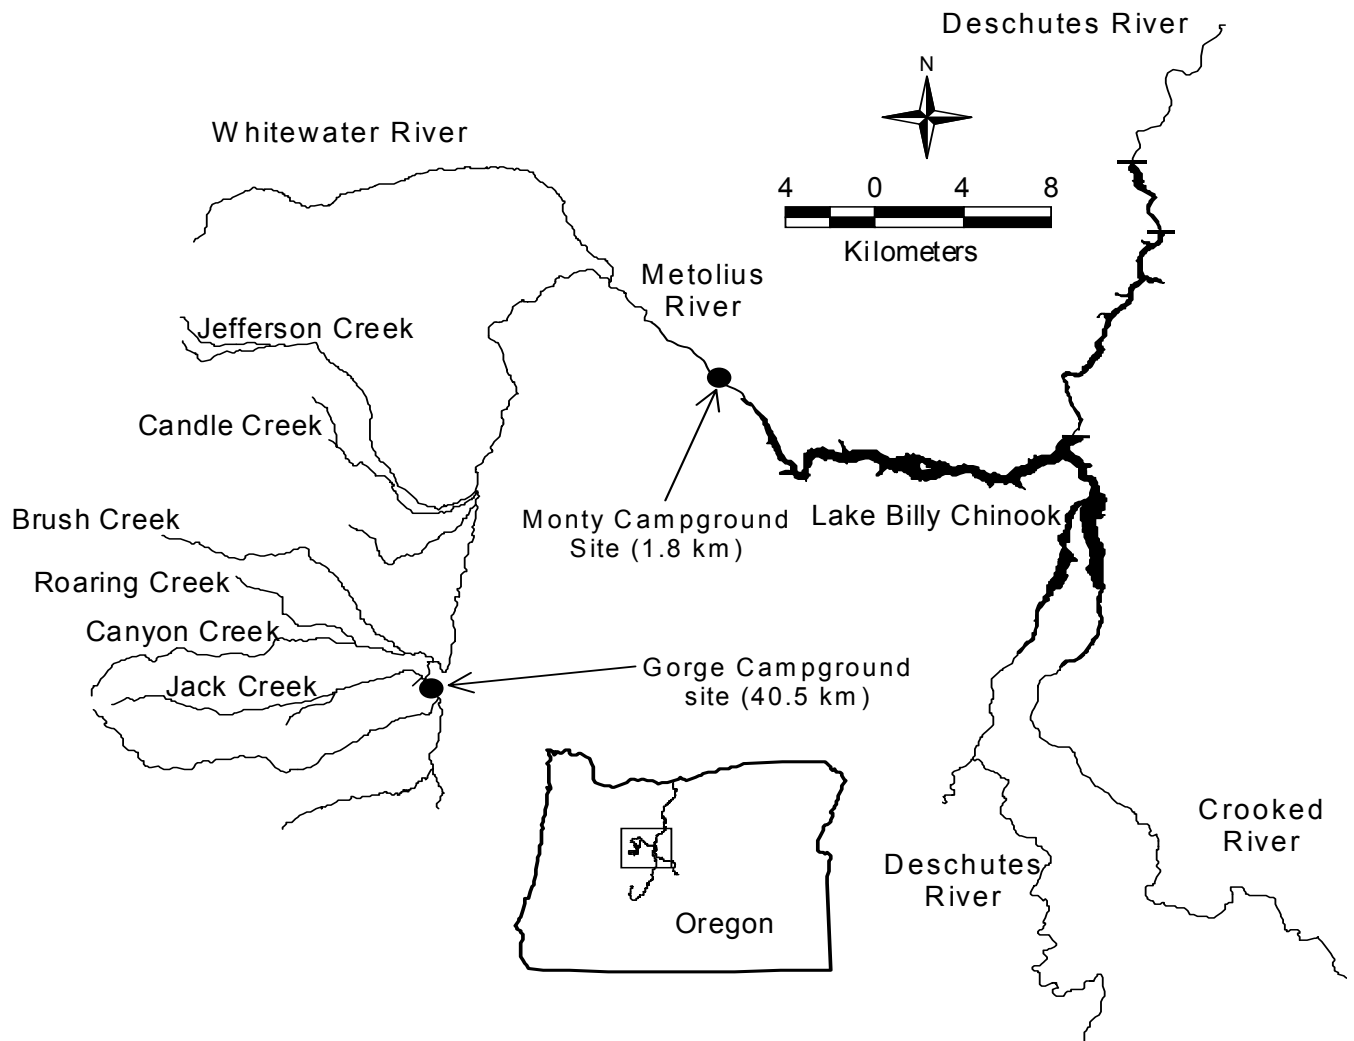 Deschutes River
N
Whitewater River
4 0 4 8
Kilometers
Metolius
River
Jefferson Creek
Candle Creek
Brush Creek
Monty Campground
Site (1.8 km)
Lake Billy Chinook
Roaring Creek
Canyon Creek
Jack Creek
Gorge Campground
site (40.5 km)
Crooked
River
Deschutes
River
Oregon